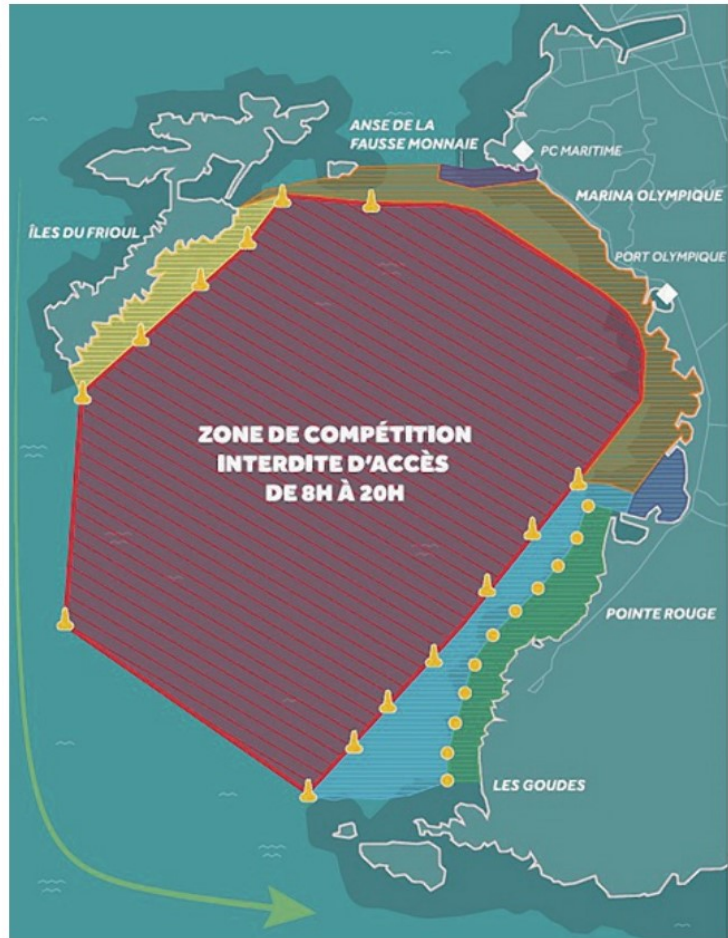 ANSE DE LA
FAUSSE MONNAIE
PC MARITIME
MARINA OLYMPIQUE
ÎLES DU FRIOUL
PORT OLYMPIQUE
ZONE DE COMPÉTITION
INTERDITE D'ACCÈS
DE 8H À 20H
POINTE ROUGE
LES GOUDES